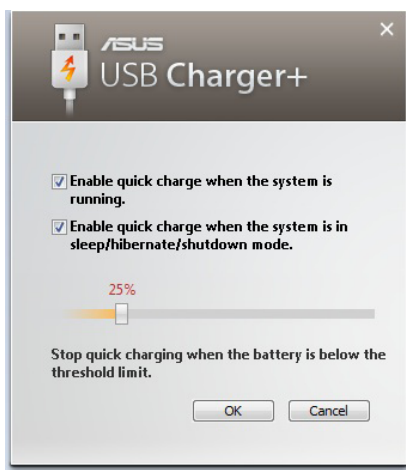 ASUS
USB Charger+
Enable quick charge when the system is
running.
Enable quick charge when the system is in
sleep/hibernate/shutdown mode.
25%
Stop quick charging when the battery is below the
threshold limit.
OK Cancel